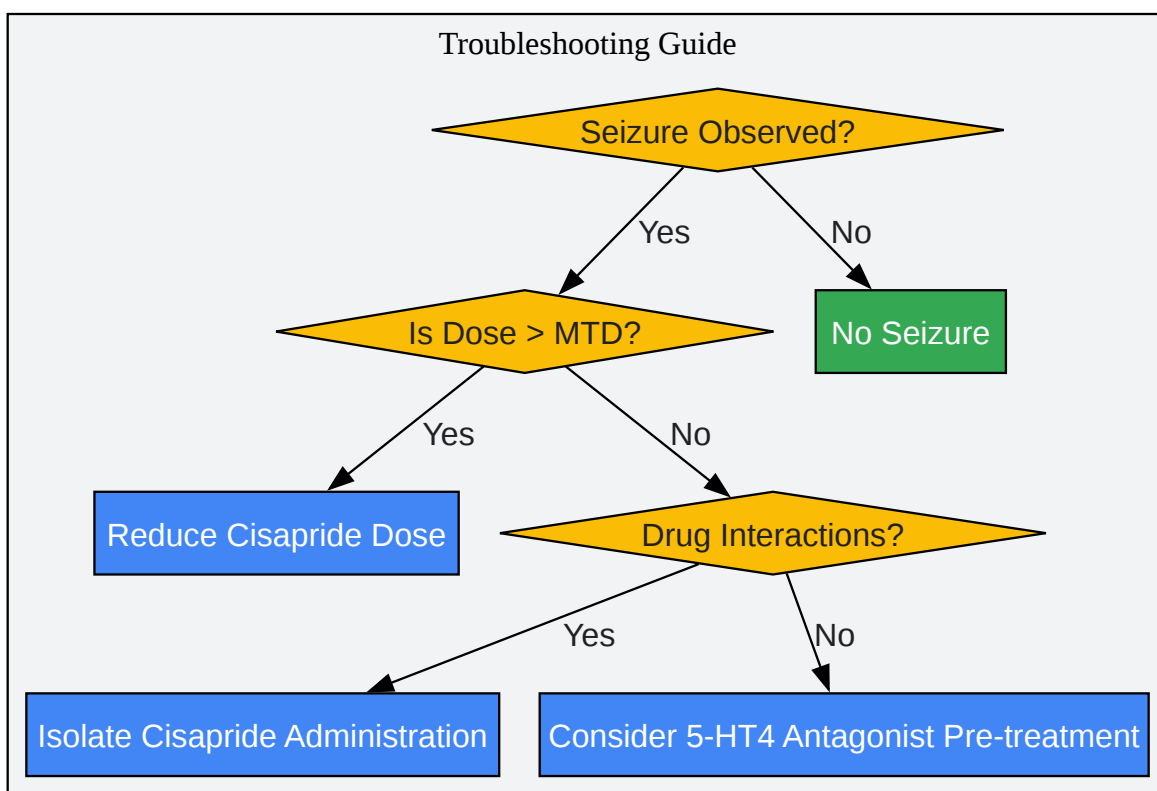 Troubleshooting Guide
Seizure Observed?
Yes
No
Is Dose > MTD?
No Seizure
Yes
No
Reduce Cisapride Dose
Drug Interactions?
Yes
No
Isolate Cisapride Administration
Consider 5-HT4 Antagonist Pre-treatment